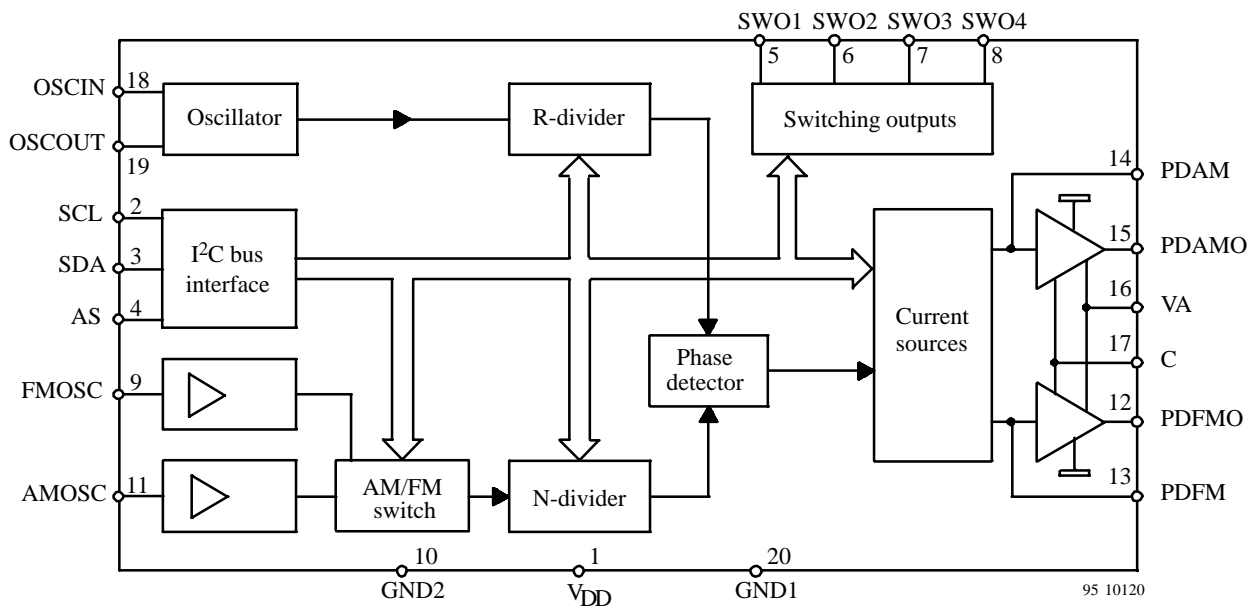 SWO1 SWO2 SWO3 SWO4
5 6 7 8
OSCIN 18
Oscillator
R-divider
Switching outputs
OSCOUT
19
14 PDAM
SCL 2
I²C bus
interface
SDA 3
AS 4
15 PDAMO
16 VA
Current
sources
17 C
Phase
detector
FMOSC 9
12 PDFMO
AMOSC 11
AM/FM
switch
N-divider
13 PDFM
10 1 20
GND2 VDD GND1
95 10120